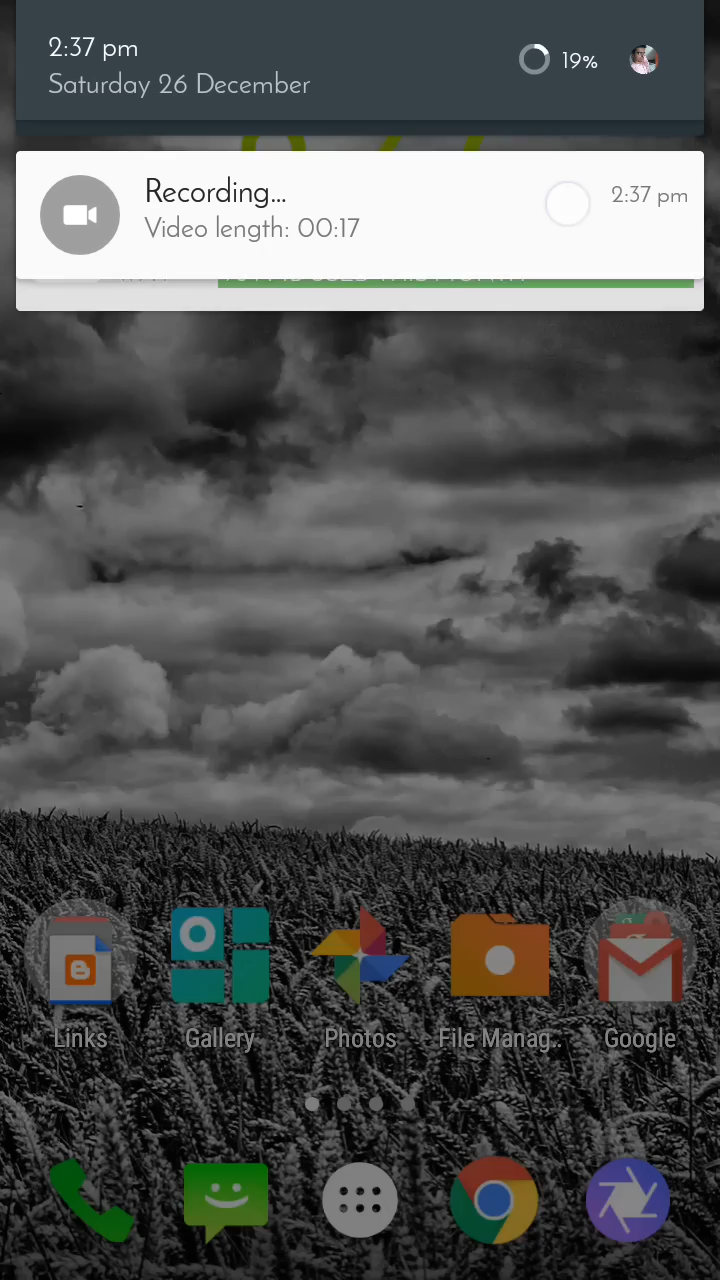 2:37 pm
19%
Saturday 26 December
Recording...
2:37 pm
Video length: 00:17
Links
Gallery
Photos
File Manag..
Google